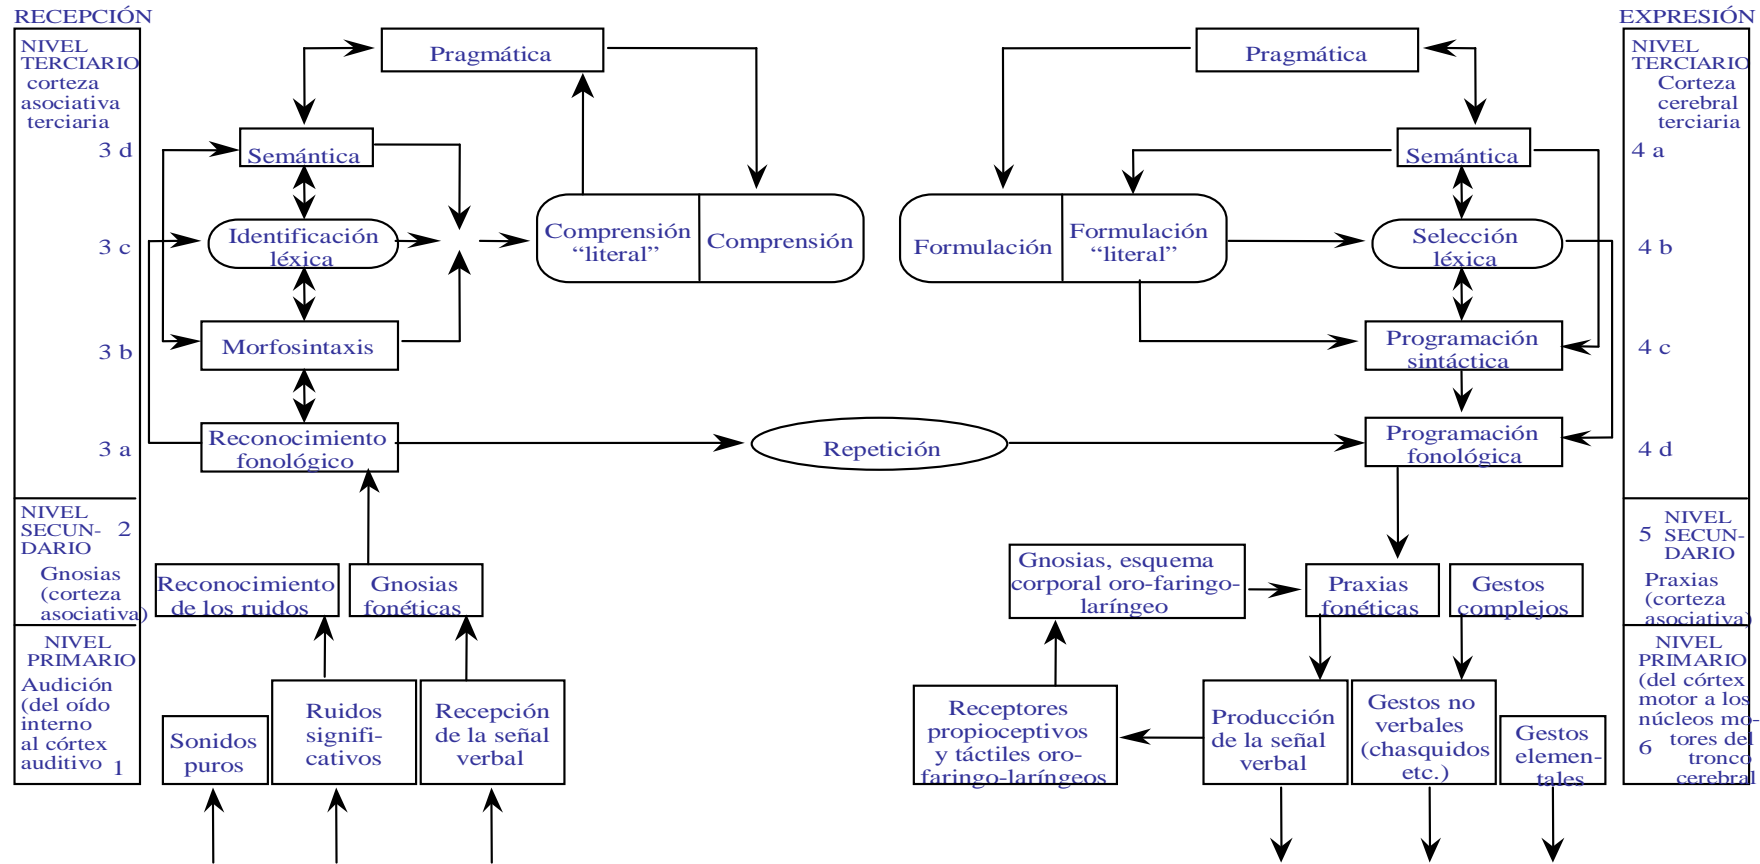 RECEPCIÓN
NIVEL
TERCIARIO
corteza
asociativa
terciaria
3 d
3 c
3 b
3 a
NIVEL
SECUN- 2
DARIO
Gnosias
(corteza
asociativa)
NIVEL
PRIMARIO
Audición
(del oído
interno
al córtex
auditivo 1
Pragmática
Semántica
Identificación
léxica
Morfosintaxis
Reconocimiento
fonológico
Comprensión
“literal”
Comprensión
Reconocimiento
de los ruidos
Gnosias
fonéticas
Sonidos
puros
Ruidos
signifi-
cativos
Recepción
de la señal
verbal
Repetición
Pragmática
Semántica
Formulación
Formulación
“literal”
Selección
léxica
Programación
sintáctica
Programación
fonológica
Gnosias, esquema
corporal oro-faringo-
laríngeo
Praxias
fonéticas
Gestos
complejos
Receptores
propioceptivos
y táctiles oro-
faringo-laríngeos
Producción
de la señal
verbal
Gestos no
verbales
(chasquidos
etc.)
Gestos
elemen-
tales
EXPRESIÓN
NIVEL
TERCIARIO
Corteza
cerebral
terciaria
4 a
4 b
4 c
4 d
NIVEL
5 SECUN-
DARIO
Praxias
(corteza
asociativa)
NIVEL
PRIMARIO
(del córtex
motor a los
núcleos mo-
6 tores del
tronco
cerebral